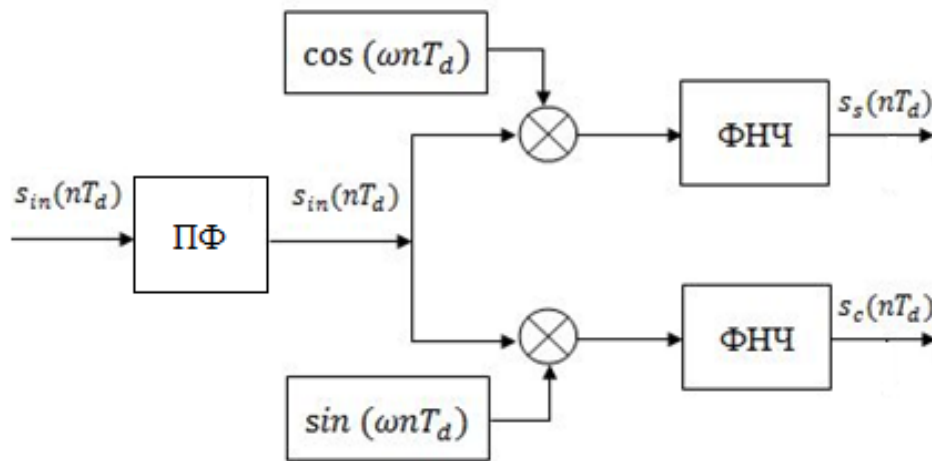 cos (ωnT_d)
s_s(nT_d)
ФНЧ
s_in(nT_d)
ПФ
s_in(nT_d)
s_c(nT_d)
ФНЧ
sin (ωnT_d)